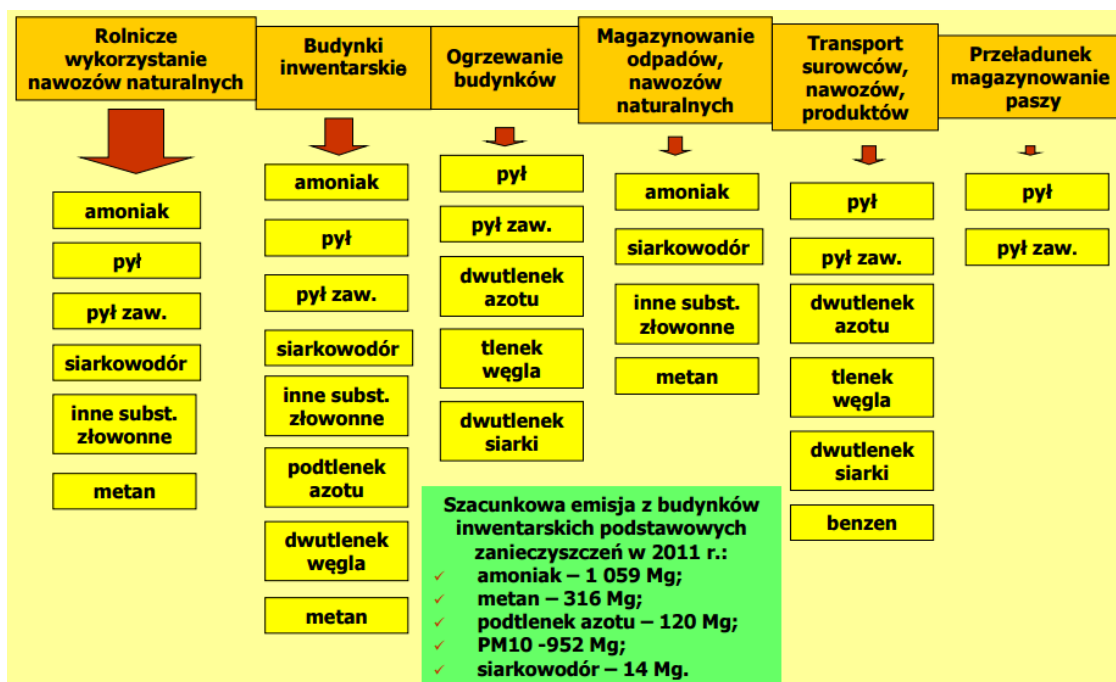 Rolnicze
wykorzystanie
nawozów naturalnych
amoniak
pył
pył zaw.
siarkowodór
inne subst.
złowonne
metan
Budynki
inwentarskie
amoniak
pył
pył zaw.
siarkowodór
inne subst.
złowonne
podtlenek
azotu
dwutlenek
węgla
metan
Ogrzewanie
budynków
pył
pył zaw.
dwutlenek
azotu
tlenek
węgla
dwutlenek
siarki
Magazynowanie
odpadów,
nawozów
naturalnych
amoniak
siarkowodór
inne subst.
złowonne
metan
Transport
surowców,
nawozów,
produktów
pył
pył zaw.
dwutlenek
azotu
tlenek
węgla
dwutlenek
siarki
benzen
Przeładunek
magazynowanie
paszy
pył
pył zaw.
Szacunkowa emisja z budynków
inwentarskich podstawowych
zanieczyszczeń w 2011 r.:
✓ amoniak – 1 059 Mg;
✓ metan – 316 Mg;
✓ podtlenek azotu – 120 Mg;
✓ PM10 -952 Mg;
✓ siarkowodór – 14 Mg.